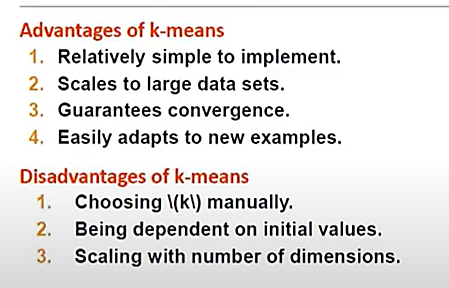 Advantages of k-means
1. Relatively simple to implement.
2. Scales to large data sets.
3. Guarantees convergence.
4. Easily adapts to new examples.
Disadvantages of k-means
1. Choosing \(k\) manually.
2. Being dependent on initial values.
3. Scaling with number of dimensions.